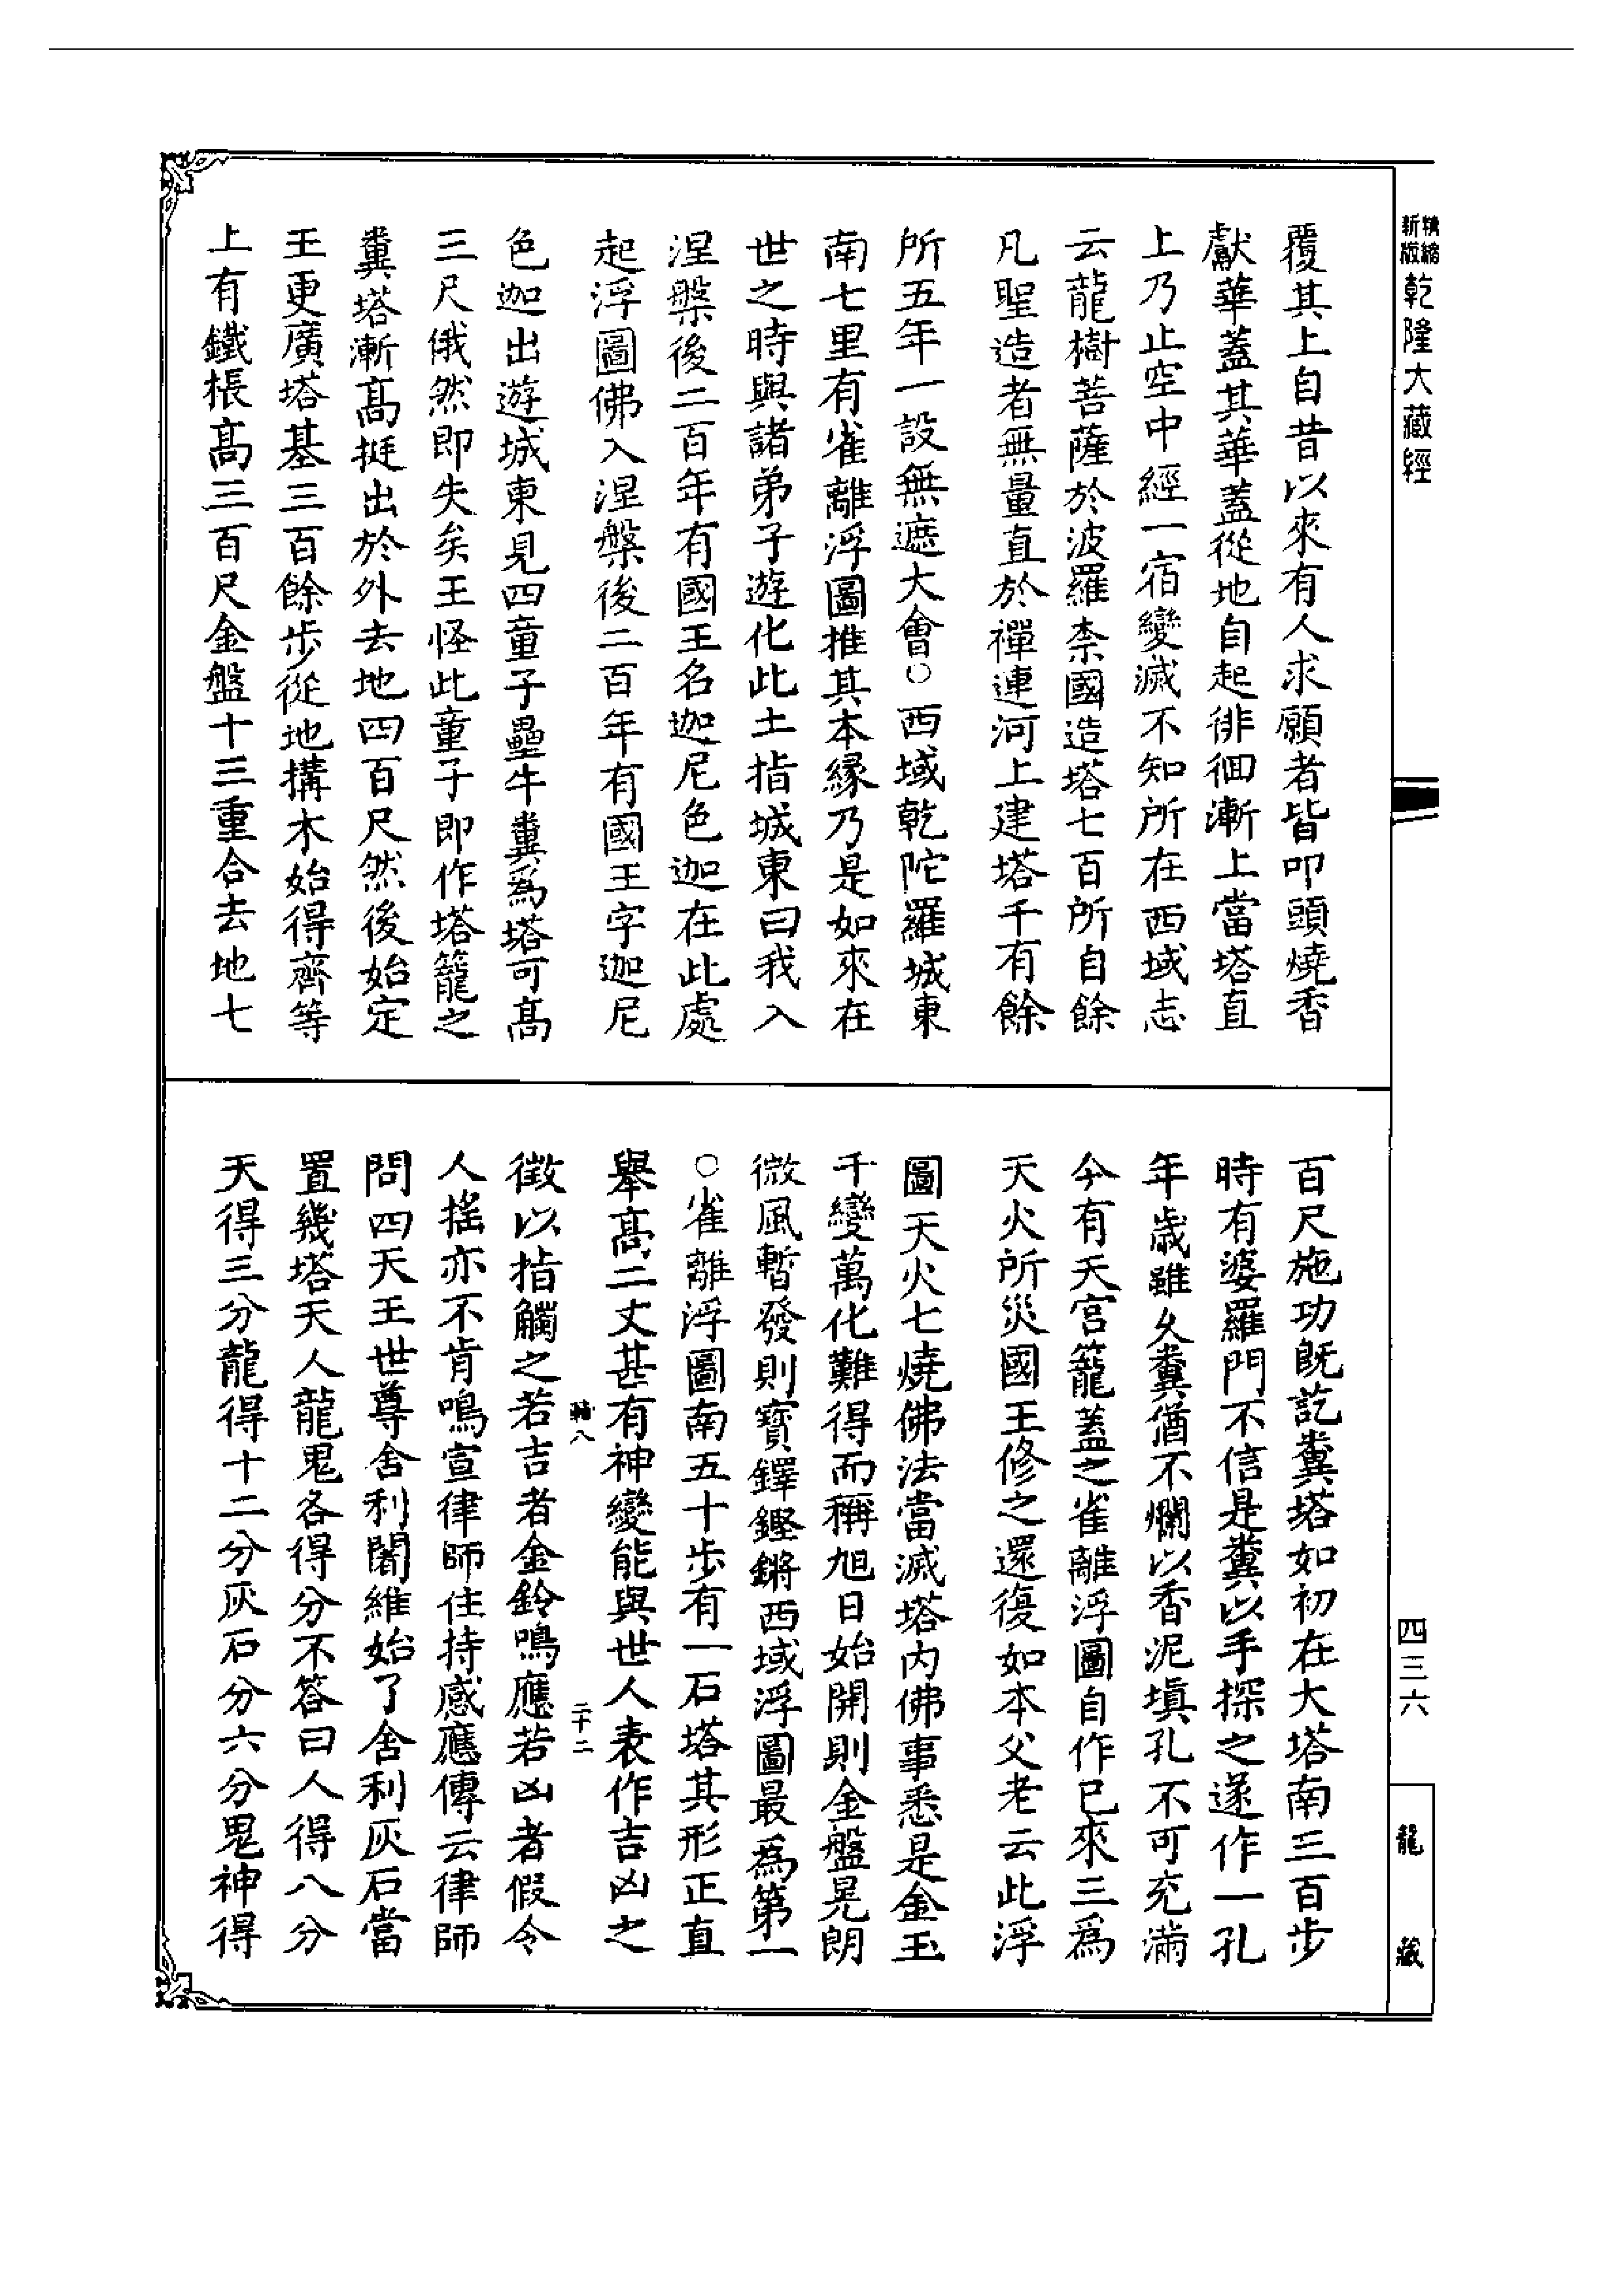 精縮
新版
乾隆大藏經
覆其上自昔以來有人求願者皆叩頭燒香
獻華蓋其華蓋從地自起徘徊漸上當塔直
上乃止空中經一宿變滅不知所在西域志
云龍樹菩薩於波羅柰國造塔七百所自餘
凡聖造者無量直於禪連河上建塔千有餘
所五年一設無遮大會○西域乾陀羅城東
南七里有雀離浮圖推其本緣乃是如來在
世之時與諸弟子遊化此土指城東曰我入
涅槃後二百年有國王名迦尼色迦在此處
起浮圖佛入涅槃後二百年有國王字迦尼
色迦出遊城東見四童子壘牛糞爲塔可高
三尺俄然即失矣王怪此童子即作塔籠之
糞塔漸高挺出於外去地四百尺然後始定
王更廣塔基三百餘步從地搆木始得齊等
上有鐵棖高三百尺金盤十三重合去地七
百尺施功旣訖糞塔如初在大塔南三百步
時有婆羅門不信是糞以手探之遂作一孔
年歲雖久糞猶不爛以香泥塡孔不可充滿
今有天宮籠蓋之雀離浮圖自作已來三爲
天火所災國王修之還復如本父老云此浮
圖天火七燒佛法當滅塔內佛事悉是金玉
千變萬化難得而稱旭日始開則金盤晃朗
微風暫發則寶鐸鏗鏘西域浮圖最爲第一
○雀離浮圖南五十步有一石塔其形正直
舉高二丈甚有神變能與世人表作吉凶之
輔八
二十二
徵以指觸之若吉者金鈴鳴應若凶者假令
人搖亦不肯鳴宣律師住持感應傳云律師
問四天王世尊舍利闍維始了舍利灰石當
置幾塔天人龍鬼各得分不答曰人得八分
天得三分龍得十二分灰石分六分鬼神得
四三六
龍藏